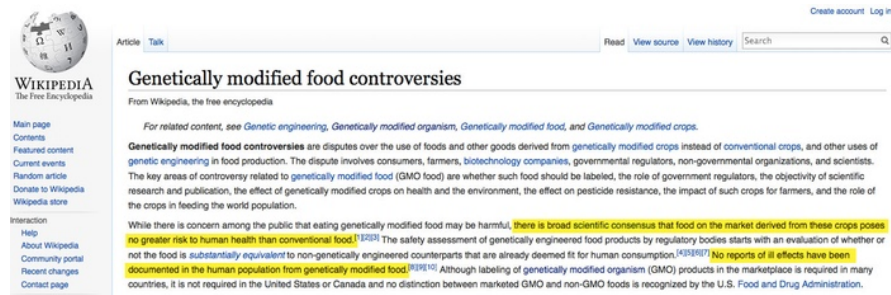 Create account Log in
Article Talk
Read View source View history Search
WIKIPEDIA
The Free Encyclopedia
Main page
Contents
Featured content
Current events
Random article
Donate to Wikipedia
Wikipedia store
Interaction
Help
About Wikipedia
Community portal
Recent changes
Contact page
Genetically modified food controversies
From Wikipedia, the free encyclopedia
For related content, see Genetic engineering, Genetically modified organism, Genetically modified food, and Genetically modified crops.
Genetically modified food controversies are disputes over the use of foods and other goods derived from genetically modified crops instead of conventional crops, and other uses of
genetic engineering in food production. The dispute involves consumers, farmers, biotechnology companies, governmental regulators, non-governmental organizations, and scientists.
The key areas of controversy related to genetically modified food (GMO food) are whether such food should be labeled, the role of government regulators, the objectivity of scientific
research and publication, the effect of genetically modified crops on health and the environment, the effect on pesticide resistance, the impact of such crops for farmers, and the role of
the crops in feeding the world population.
While there is concern among the public that eating genetically modified food may be harmful, there is broad scientific consensus that food on the market derived from these crops poses
no greater risk to human health than conventional food.[1][2][3] The safety assessment of genetically engineered food products by regulatory bodies starts with an evaluation of whether or
not the food is substantially equivalent to non-genetically engineered counterparts that are already deemed fit for human consumption.[4][5][6][7] No reports of ill effects have been
documented in the human population from genetically modified food.[8][9][10] Although labeling of genetically modified organism (GMO) products in the marketplace is required in many
countries, it is not required in the United States or Canada and no distinction between marketed GMO and non-GMO foods is recognized by the U.S. Food and Drug Administration.